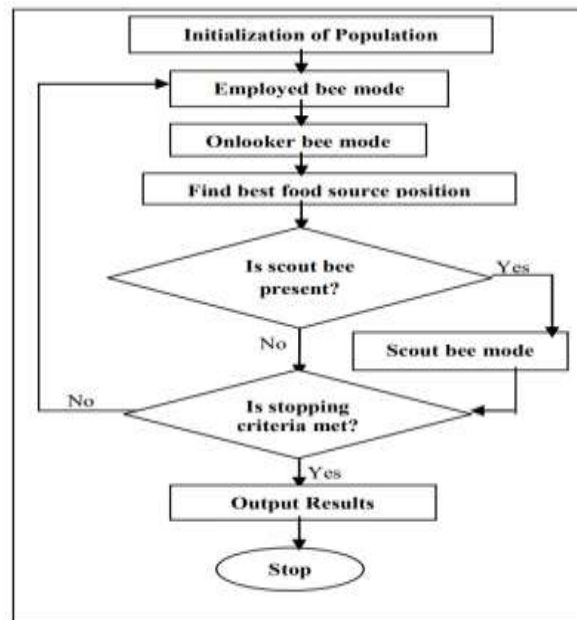 Initialization of Population
Employed bee mode
Onlooker bee mode
Find best food source position
Is scout bee
present?
Yes
No
Scout bee mode
No
Is stopping
criteria met?
Yes
Output Results
Stop